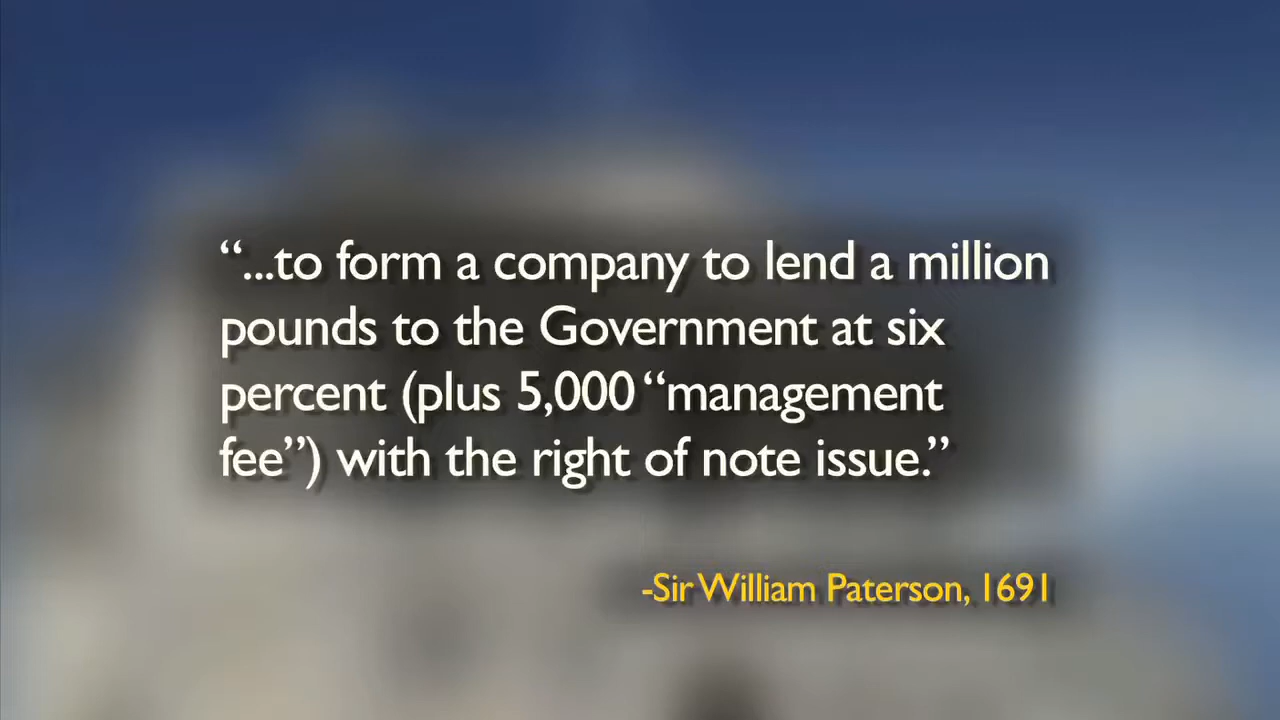 “...to form a company to lend a million
pounds to the Government at six
percent (plus 5,000 “management
fee”) with the right of note issue.”
-Sir William Paterson, 1691